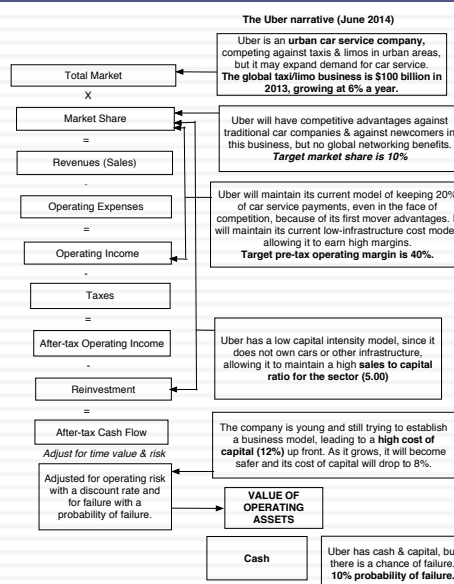 The Uber narrative (June 2014)
Uber is an urban car service company,
competing against taxis & limos in urban areas,
but it may expand demand for car service.
The global taxi/limo business is $100 billion in
2013, growing at 6% a year.
Total Market
X
Market Share
Uber will have competitive advantages against
traditional car companies & against newcomers in
this business, but no global networking benefits.
Target market share is 10%
=
Revenues (Sales)
-
Operating Expenses
Uber will maintain its current model of keeping 20%
of car service payments, even in the face of
competition, because of its first mover advantages. I
will maintain its current low-infrastructure cost mode
allowing it to earn high margins.
Target pre-tax operating margin is 40%.
=
Operating Income
-
Taxes
=
After-tax Operating Income
-
Reinvestment
Uber has a low capital intensity model, since it
does not own cars or other infrastructure,
allowing it to maintain a high sales to capital
ratio for the sector (5.00)
=
After-tax Cash Flow
The company is young and still trying to establish
a business model, leading to a high cost of
capital (12%) up front. As it grows, it will become
safer and its cost of capital will drop to 8%.
Adjust for time value & risk
Adjusted for operating risk
with a discount rate and
for failure with a
probability of failure.
VALUE OF
OPERATING
ASSETS
Cash
Uber has cash & capital, bu
there is a chance of failure.
10% probability of failure.